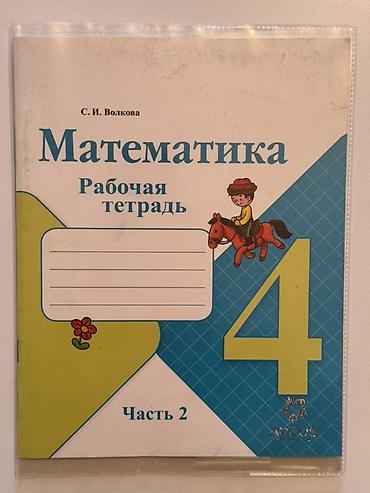 С. И. Волкова
Математика
Рабочая
тетрадь
4
Часть 2